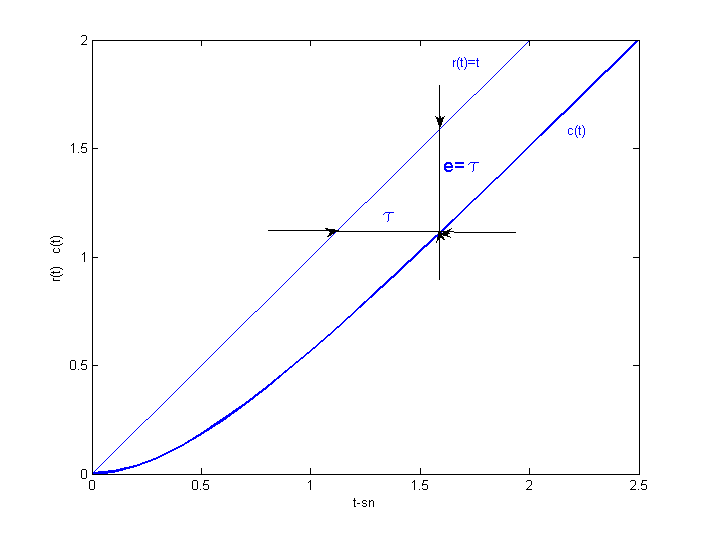 2
r(t)=t
c(t)
1.5
e=τ
τ
1
r(t) c(t)
0.5
0
0 0.5 1 1.5 2 2.5
t-sn